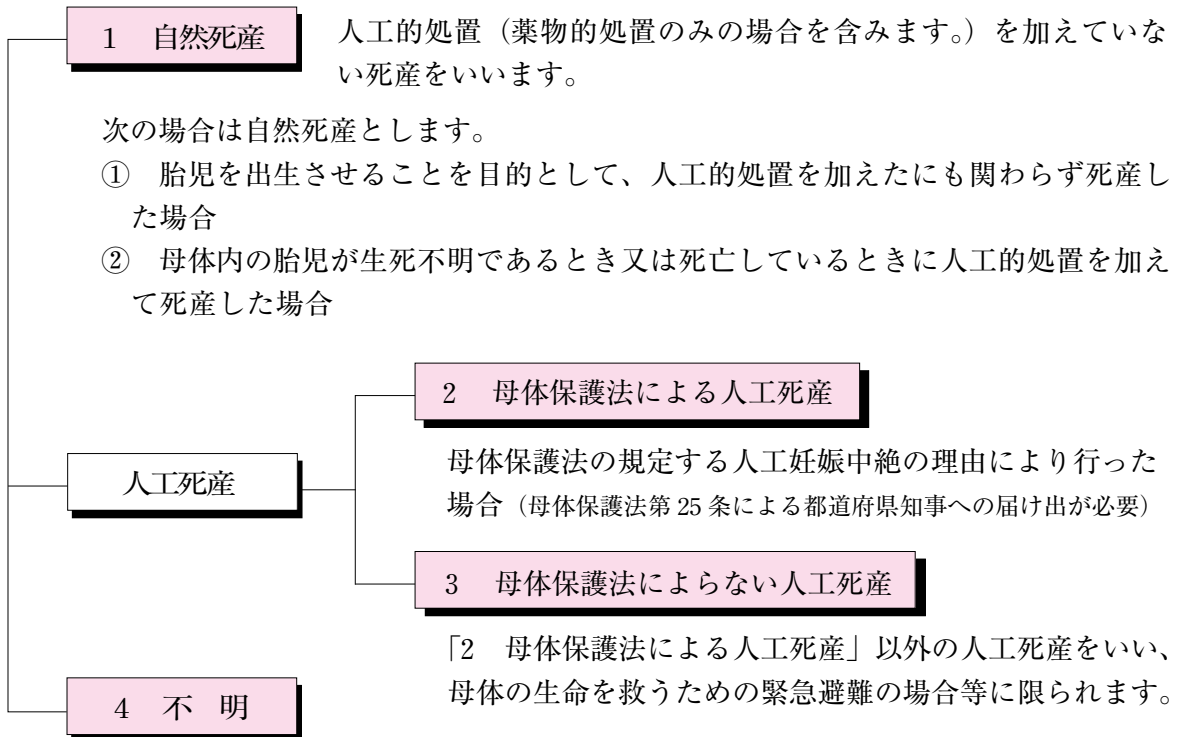 1 自然死産
人工的処置（薬物的処置のみの場合を含みます。）を加えていな
い死産をいいます。
次の場合は自然死産とします。
① 胎児を出生させることを目的として、人工的処置を加えたにも関わらず死産し
た場合
② 母体内の胎児が生死不明であるとき又は死亡しているときに人工的処置を加え
て死産した場合
人工死産
2 母体保護法による人工死産
母体保護法の規定する人工妊娠中絶の理由により行った
場合（母体保護法第 25 条による都道府県知事への届け出が必要）
3 母体保護法によらない人工死産
「2 母体保護法による人工死産」以外の人工死産をいい、
母体の生命を救うための緊急避難の場合等に限られます。
4 不 明